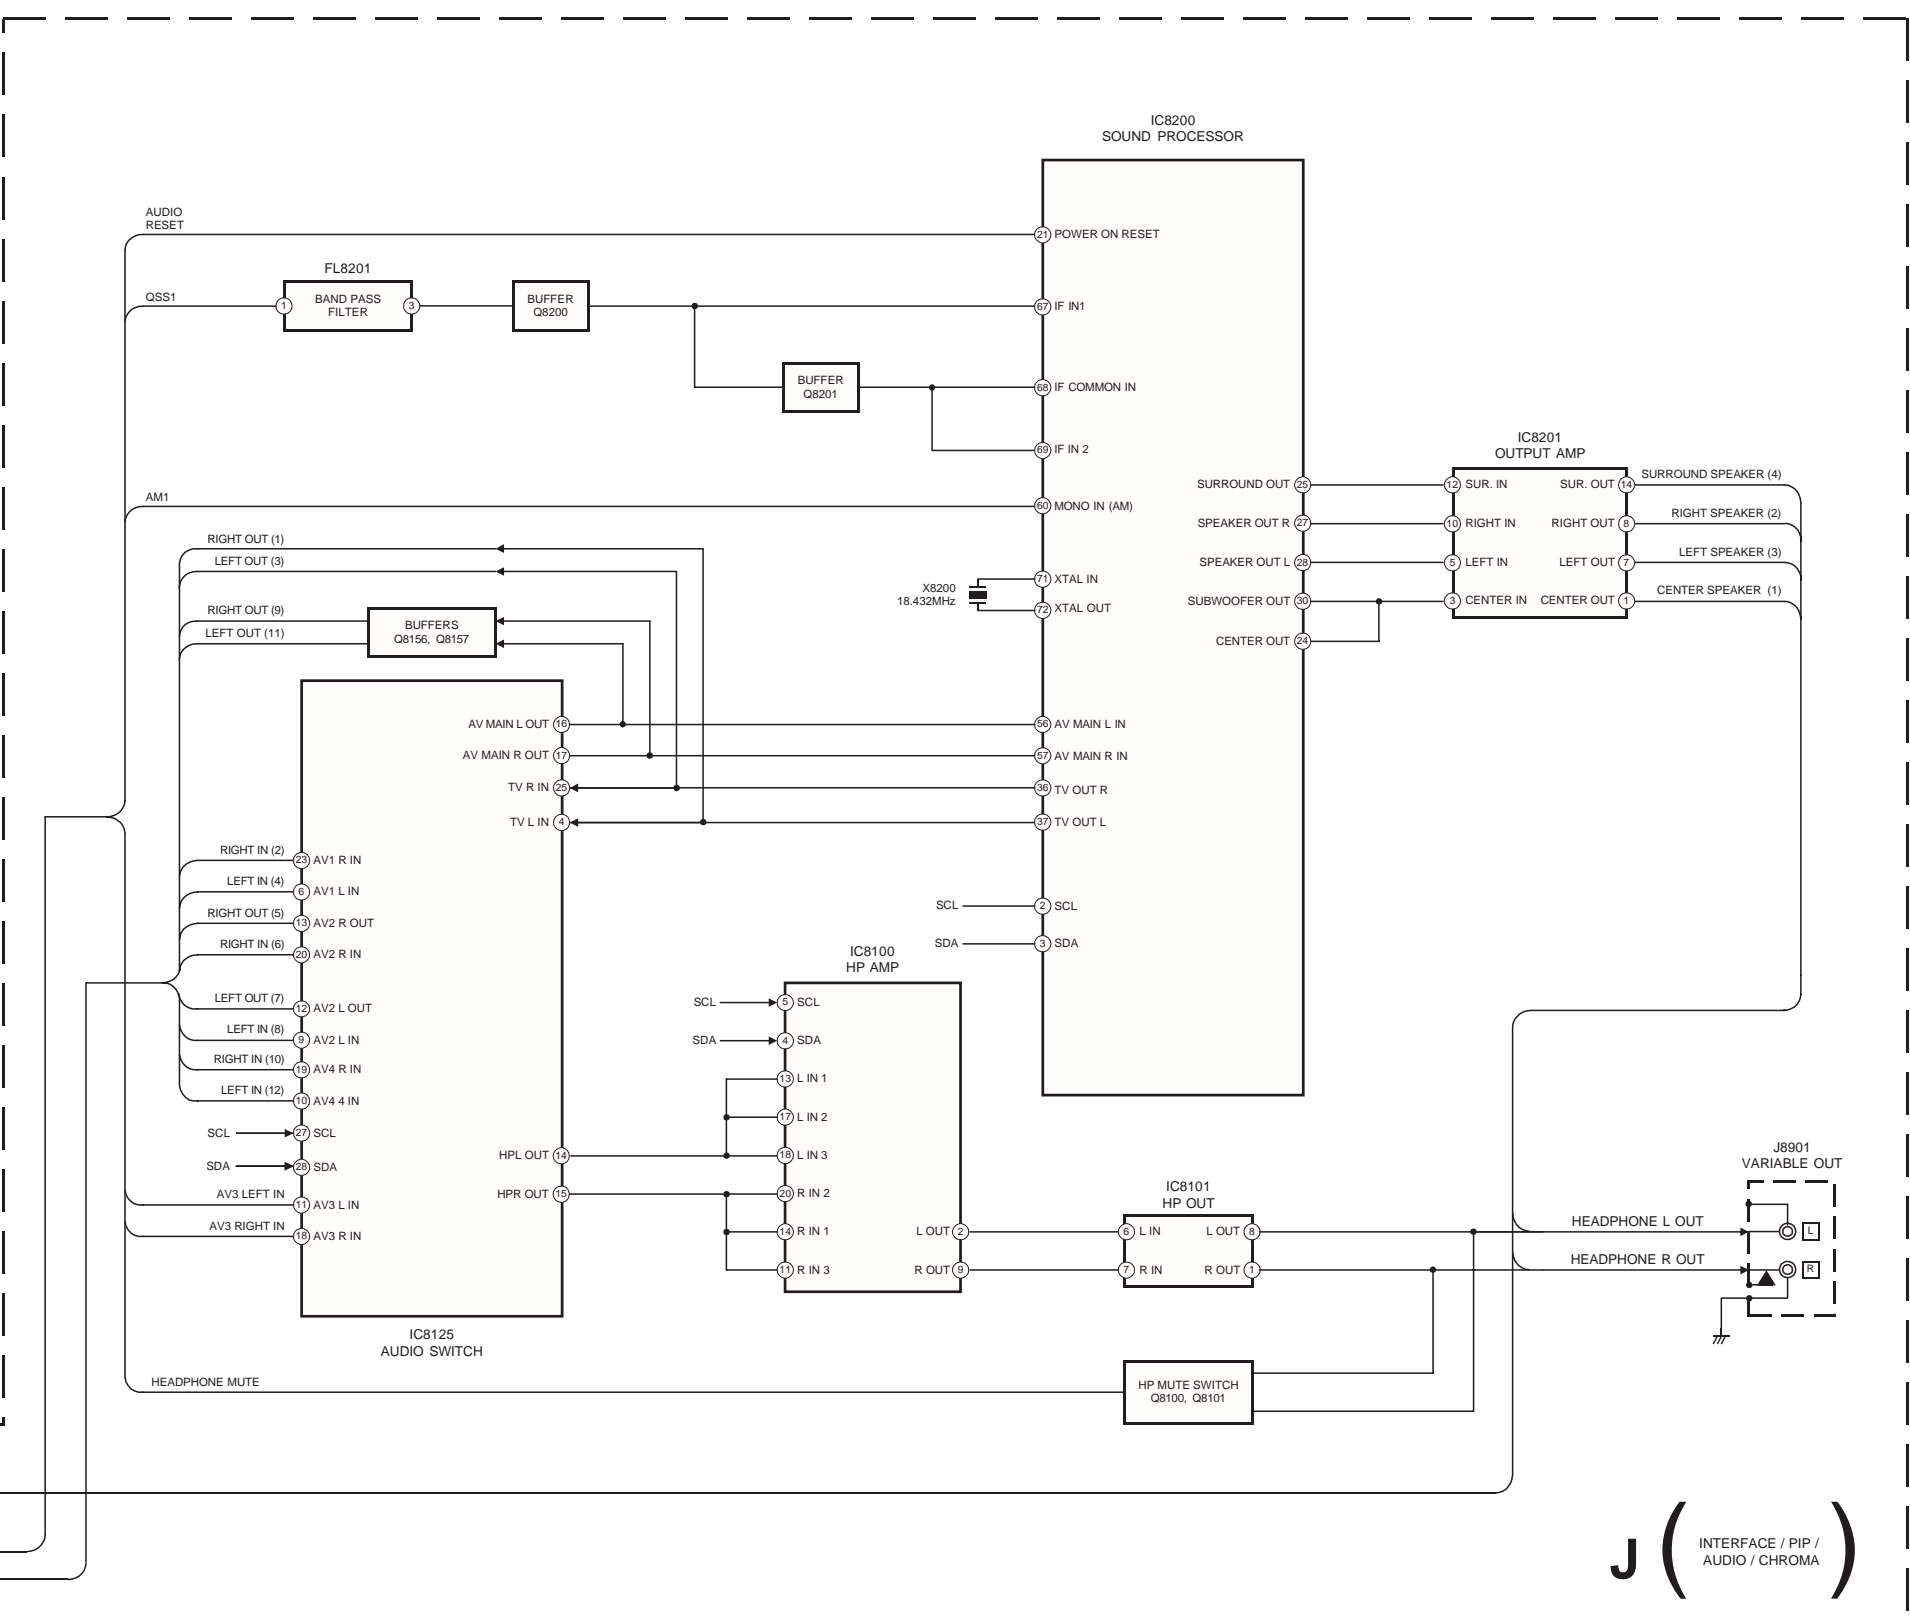 IC8200
SOUND PROCESSOR
AUDIO
RESET
21 POWER ON RESET
FL8201
QSS1
1 BAND PASS 3
FILTER
BUFFER
Q8200
67 IF IN1
BUFFER
Q8201
68 IF COMMON IN
69 IF IN 2
AM1
60 MONO IN (AM)
IC8201
OUTPUT AMP
SURROUND OUT 25
12 SUR. IN
SUR. OUT 14
SURROUND SPEAKER (4)
SPEAKER OUT R 27
10 RIGHT IN
RIGHT OUT 8
RIGHT SPEAKER (2)
SPEAKER OUT L 28
5 LEFT IN
LEFT OUT 7
LEFT SPEAKER (3)
SUBWOOFER OUT 30
3 CENTER IN
CENTER OUT 1
CENTER SPEAKER (1)
CENTER OUT 24
RIGHT OUT (1)
LEFT OUT (3)
X8200
18.432MHz
71 XTAL IN
72 XTAL OUT
RIGHT OUT (9)
LEFT OUT (11)
BUFFERS
Q8156, Q8157
AV MAIN L OUT 16
56 AV MAIN L IN
AV MAIN R OUT 17
57 AV MAIN R IN
TV R IN 25
36 TV OUT R
TV L IN 4
37 TV OUT L
RIGHT IN (2)
23 AV1 R IN
LEFT IN (4)
6 AV1 L IN
RIGHT OUT (5)
13 AV2 R OUT
RIGHT IN (6)
20 AV2 R IN
LEFT OUT (7)
12 AV2 L OUT
LEFT IN (8)
9 AV2 L IN
RIGHT IN (10)
19 AV4 R IN
LEFT IN (12)
10 AV4 4 IN
SCL
27 SCL
SDA
28 SDA
AV3 LEFT IN
11 AV3 L IN
AV3 RIGHT IN
18 AV3 R IN
HPL OUT 14
HPR OUT 15
IC8125
AUDIO SWITCH
SCL
2 SCL
SDA
3 SDA
IC8100
HP AMP
SCL
5 SCL
SDA
4 SDA
13 L IN 1
17 L IN 2
18 L IN 3
20 R IN 2
14 R IN 1
11 R IN 3
L OUT 2
R OUT 9
IC8101
HP OUT
6 L IN
L OUT 8
7 R IN
R OUT 1
HEADPHONE L OUT
HEADPHONE R OUT
J8901
VARIABLE OUT
L
R
HEADPHONE MUTE
HP MUTE SWITCH
Q8100, Q8101
J
INTERFACE / PIP /
AUDIO / CHROMA